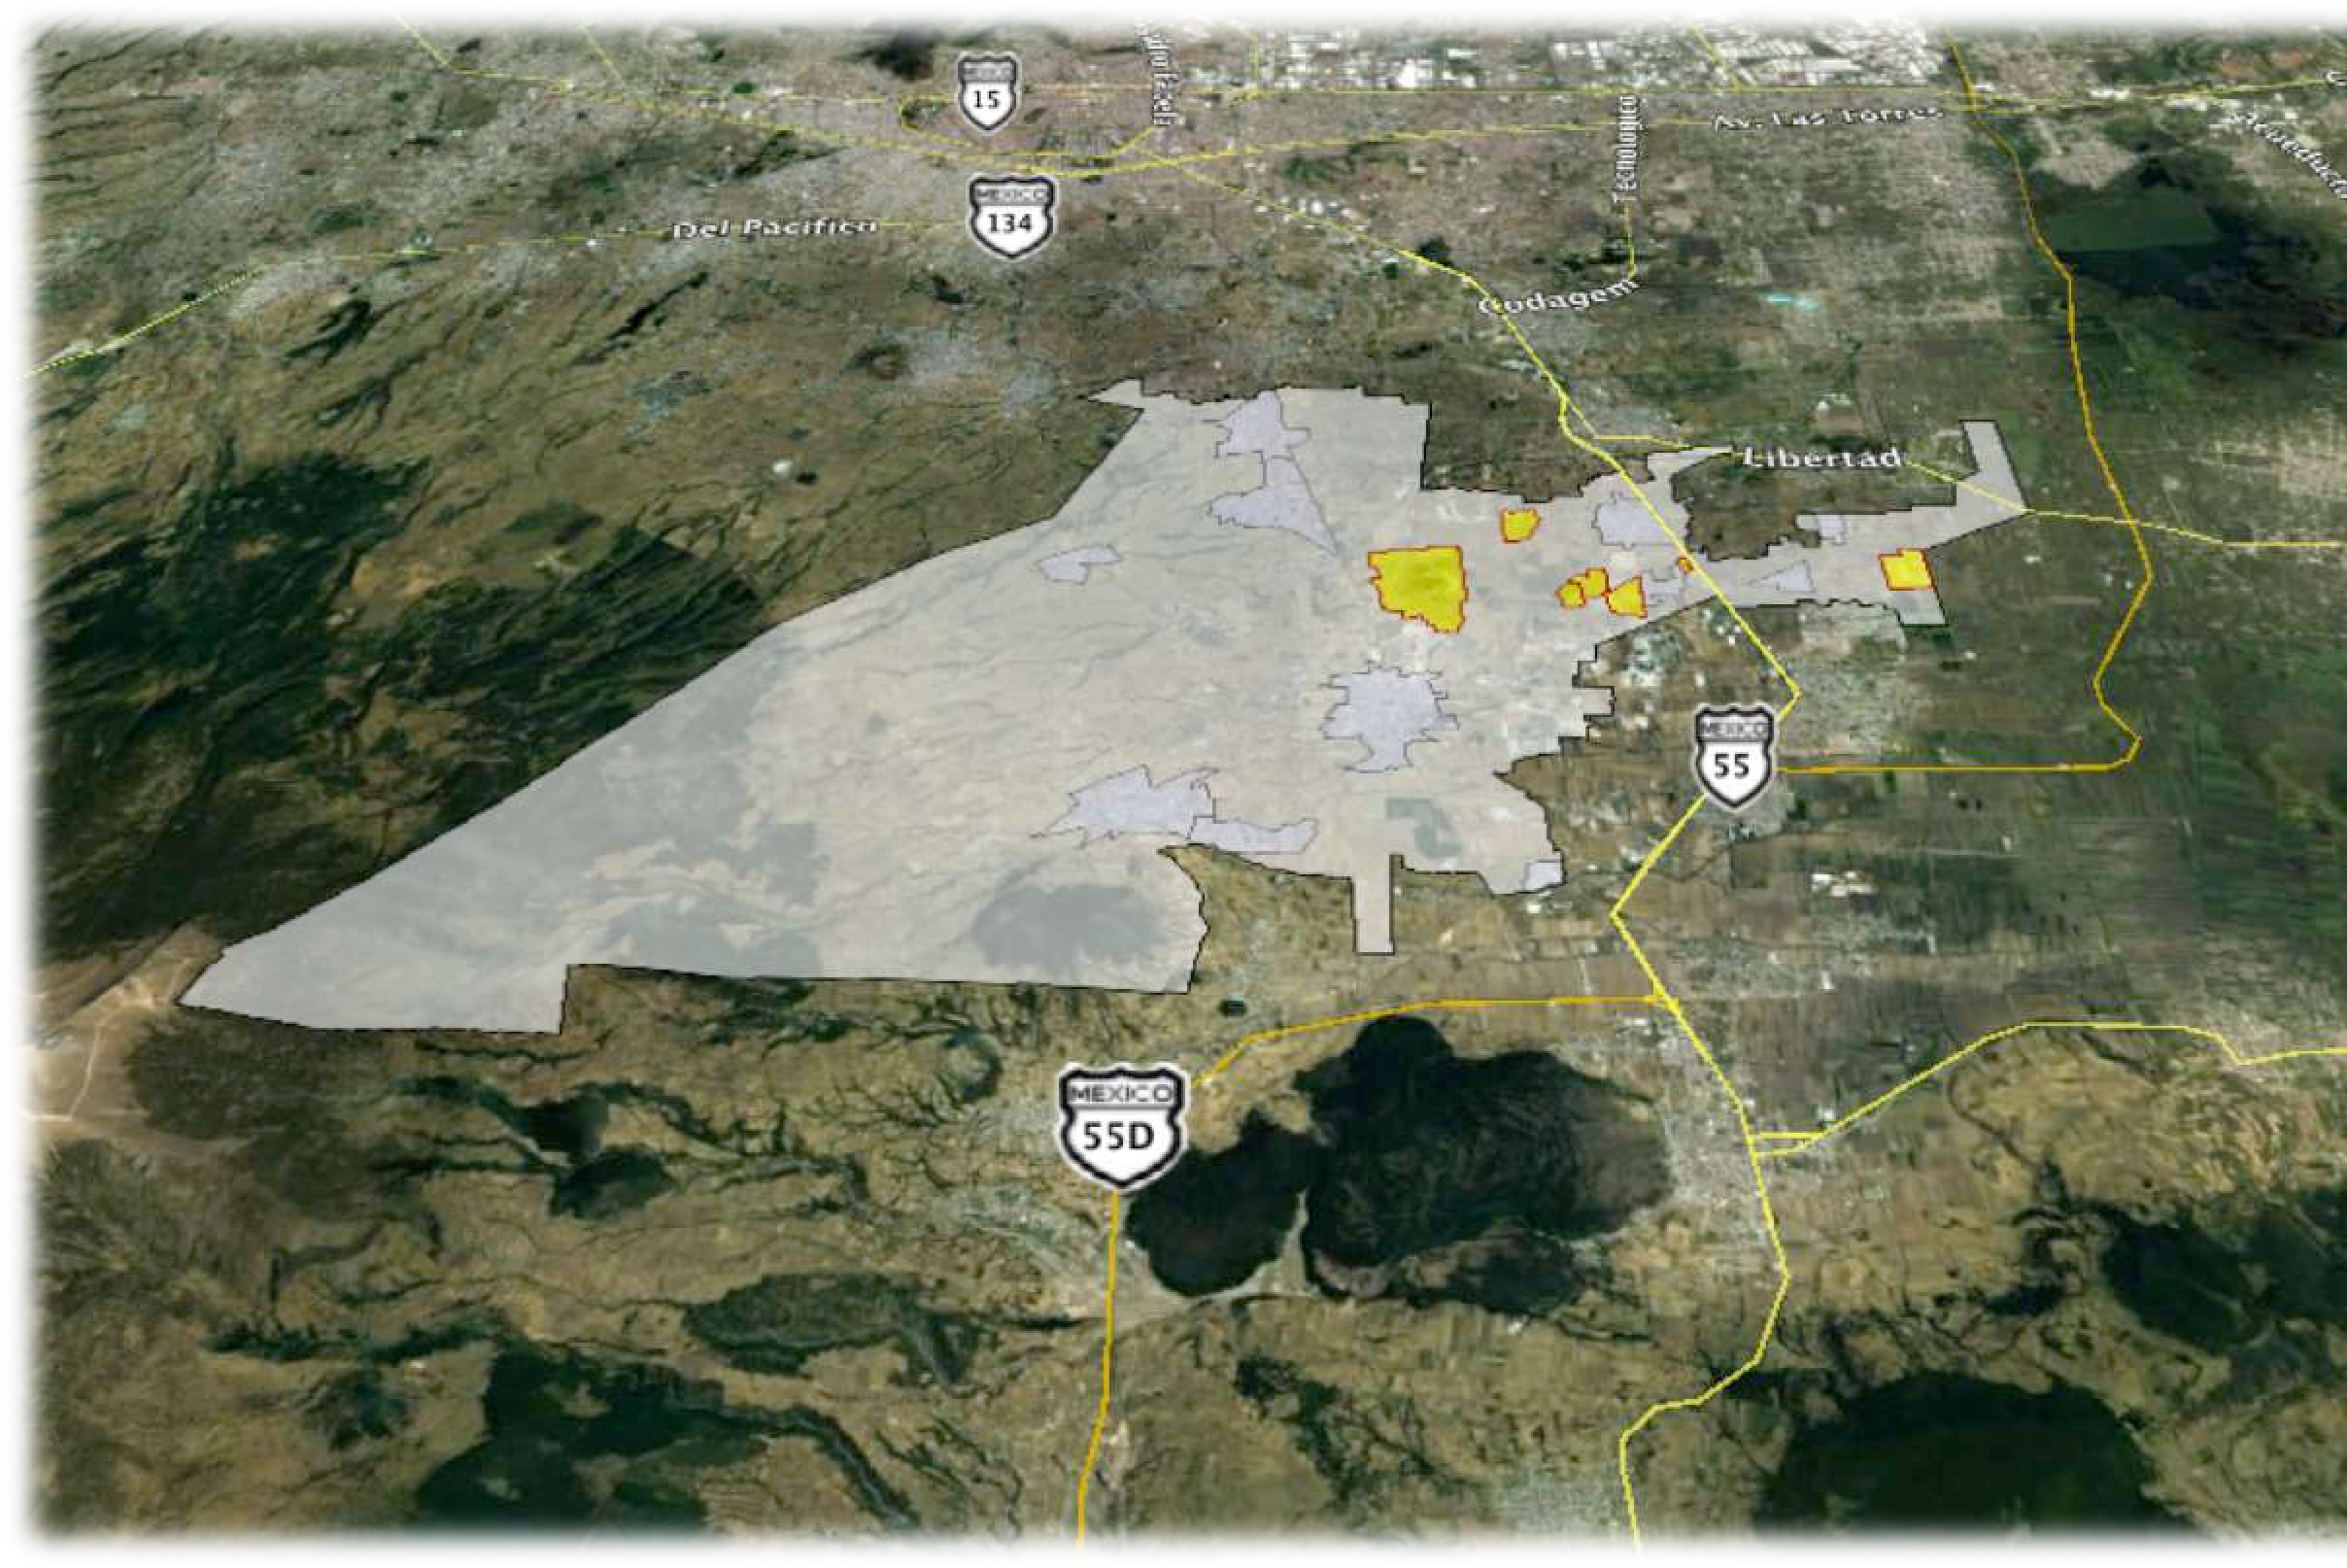 MEXICO
15
Av. Las Torres
Tecnologico
MEXICO
134
Del Pacifico
Codagem
Libertad
MEXICO
55
MEXICO
55D